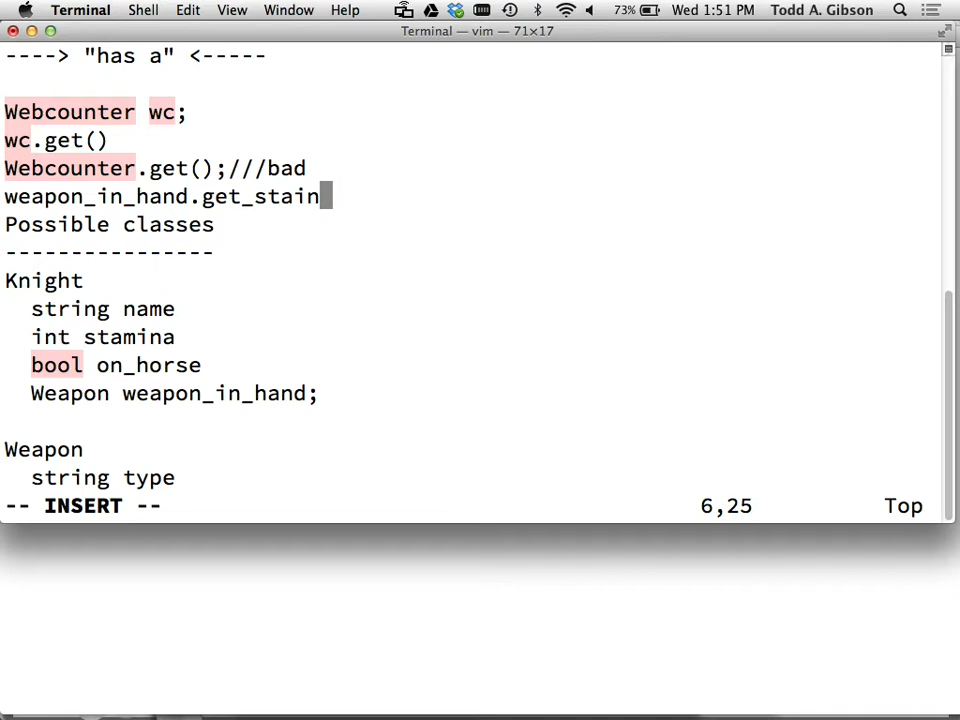 Terminal Shell Edit View Window Help 73% Wed 1:51 PM Todd A. Gibson
Terminal — vim — 71×17
----> "has a" <-----
Webcounter wc;
wc.get()
Webcounter.get();///bad
weapon_in_hand.get_stain
Possible classes
----------------
Knight
  string name
  int stamina
  bool on_horse
  Weapon weapon_in_hand;
Weapon
  string type
-- INSERT -- 6,25 Top